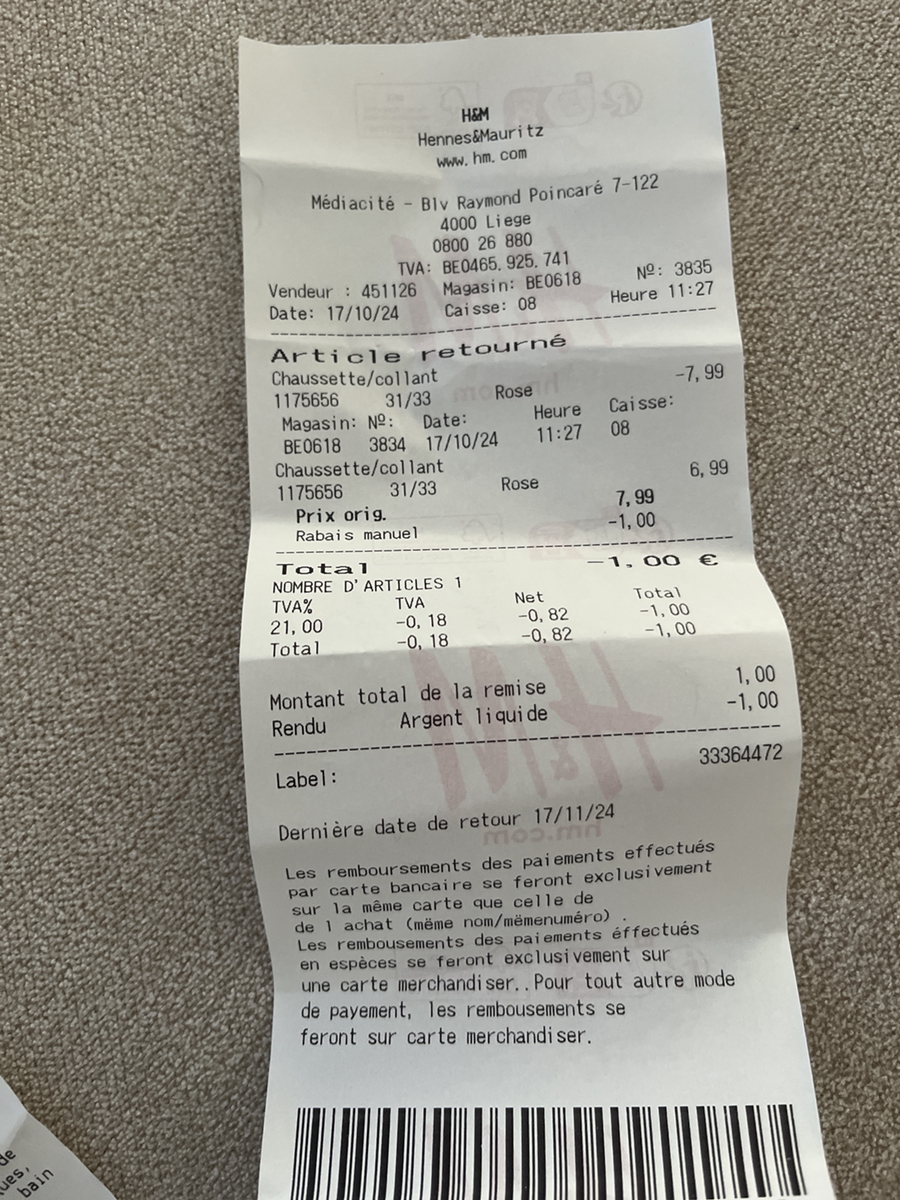 H&M
Hennes&Mauritz
www.hm.com
Médiacité - Blv Raymond Poincaré 7-122
4000 Liege
0800 26 880
TVA: BE0465.925.741
Vendeur : 451126 Magasin: BE0618 Nº: 3835
Date: 17/10/24 Caisse: 08 Heure 11:27
Article retourné
Chaussette/collant -7,99
1175656 31/33 Rose
Magasin: Nº: Date: Heure Caisse:
BE0618 3834 17/10/24 11:27 08
Chaussette/collant 6,99
1175656 31/33 Rose
Prix orig. 7,99
Rabais manuel -1,00
Total -1,00 €
NOMBRE D'ARTICLES 1
TVA% TVA Net Total
21,00 -0,18 -0,82 -1,00
Total -0,18 -0,82 -1,00
Montant total de la remise 1,00
Rendu Argent liquide -1,00
Label: 33364472
Dernière date de retour 17/11/24
Les remboursements des paiements effectués
par carte bancaire se feront exclusivement
sur la même carte que celle de
de l achat (mëme nom/mëmenuméro) .
Les rembousements des paiements éffectués
en espèces se feront exclusivement sur
une carte merchandiser..Pour tout autre mode
de payement, les rembousements se
feront sur carte merchandiser.
de
ues,
bain